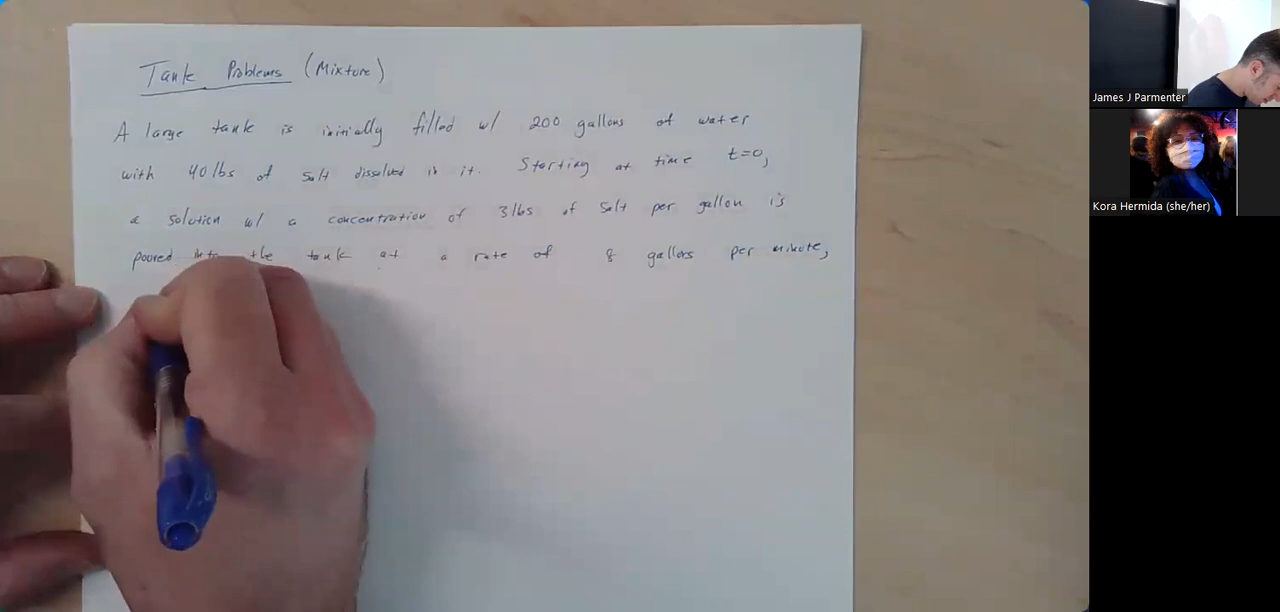 Tank Problems (Mixture)
A large tank is initially filled w/ 200 gallons of water
with 40 lbs of salt dissolved in it. Starting at time t=0,
a solution w/ a concentration of 3 lbs of salt per gallon is
poured into the tank at a rate of 8 gallons per minute,
James J Parmenter
Kora Hermida (she/her)